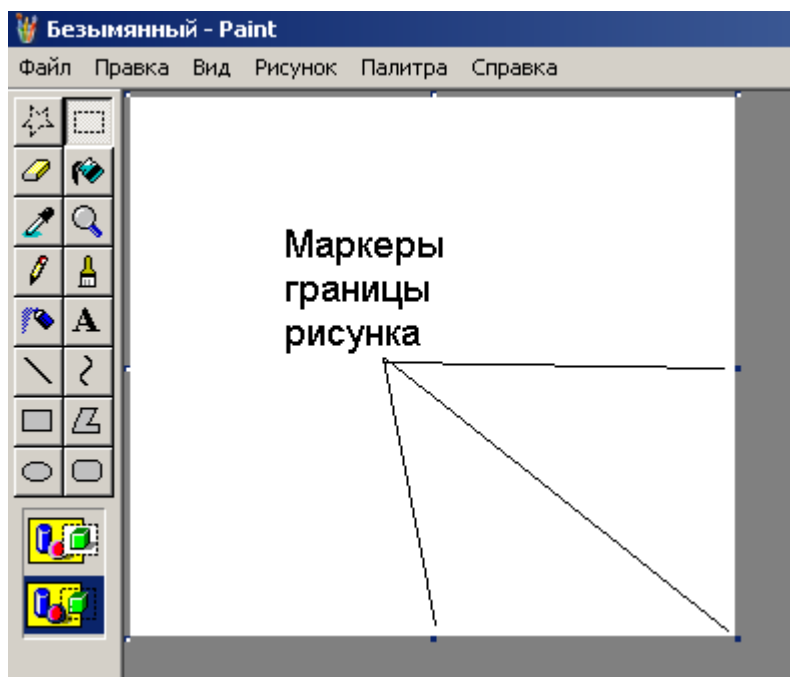 Безымянный - Paint
Файл Правка Вид Рисунок Палитра Справка
A
Маркеры
границы
рисунка